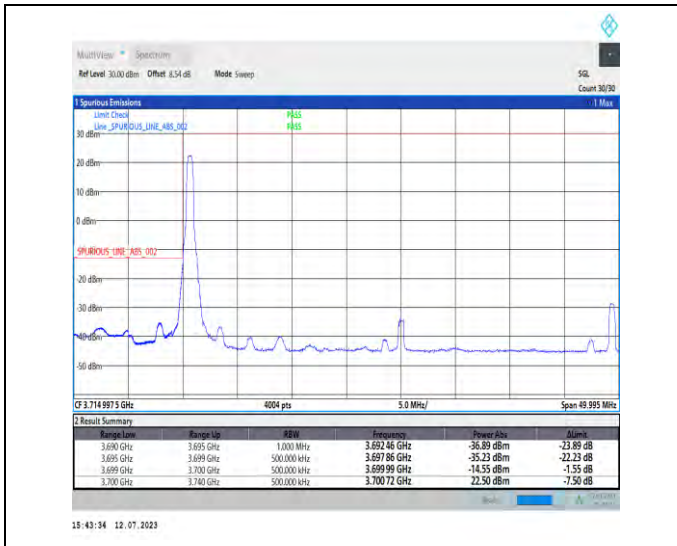 MultiView Spectrum
Ref Level 30.00 dBm Offset 8.54 dB Mode Sweep SGL
Count 30/30
1 Spurious Emissions 1 Max
Limit Check PASS
Line _SPURIOUS_LINE_ABS_002 PASS
30 dBm
20 dBm
10 dBm
0 dBm
SPURIOUS_LINE_ABS_002
-20 dBm
-30 dBm
-40 dBm
-50 dBm
CF 3.714 997 5 GHz 4004 pts 5.0 MHz/ Span 49.995 MHz
2 Result Summary
Range Low Range Up RBW Frequency Power Abs ΔLimit
3.690 GHz 3.695 GHz 1.000 MHz 3.692 46 GHz -36.89 dBm -23.89 dB
3.695 GHz 3.699 GHz 500.000 kHz 3.697 86 GHz -35.23 dBm -22.23 dB
3.699 GHz 3.700 GHz 500.000 kHz 3.699 99 GHz -14.55 dBm -1.55 dB
3.700 GHz 3.740 GHz 500.000 kHz 3.700 72 GHz 22.50 dBm -7.50 dB
15:43:34 12.07.2023